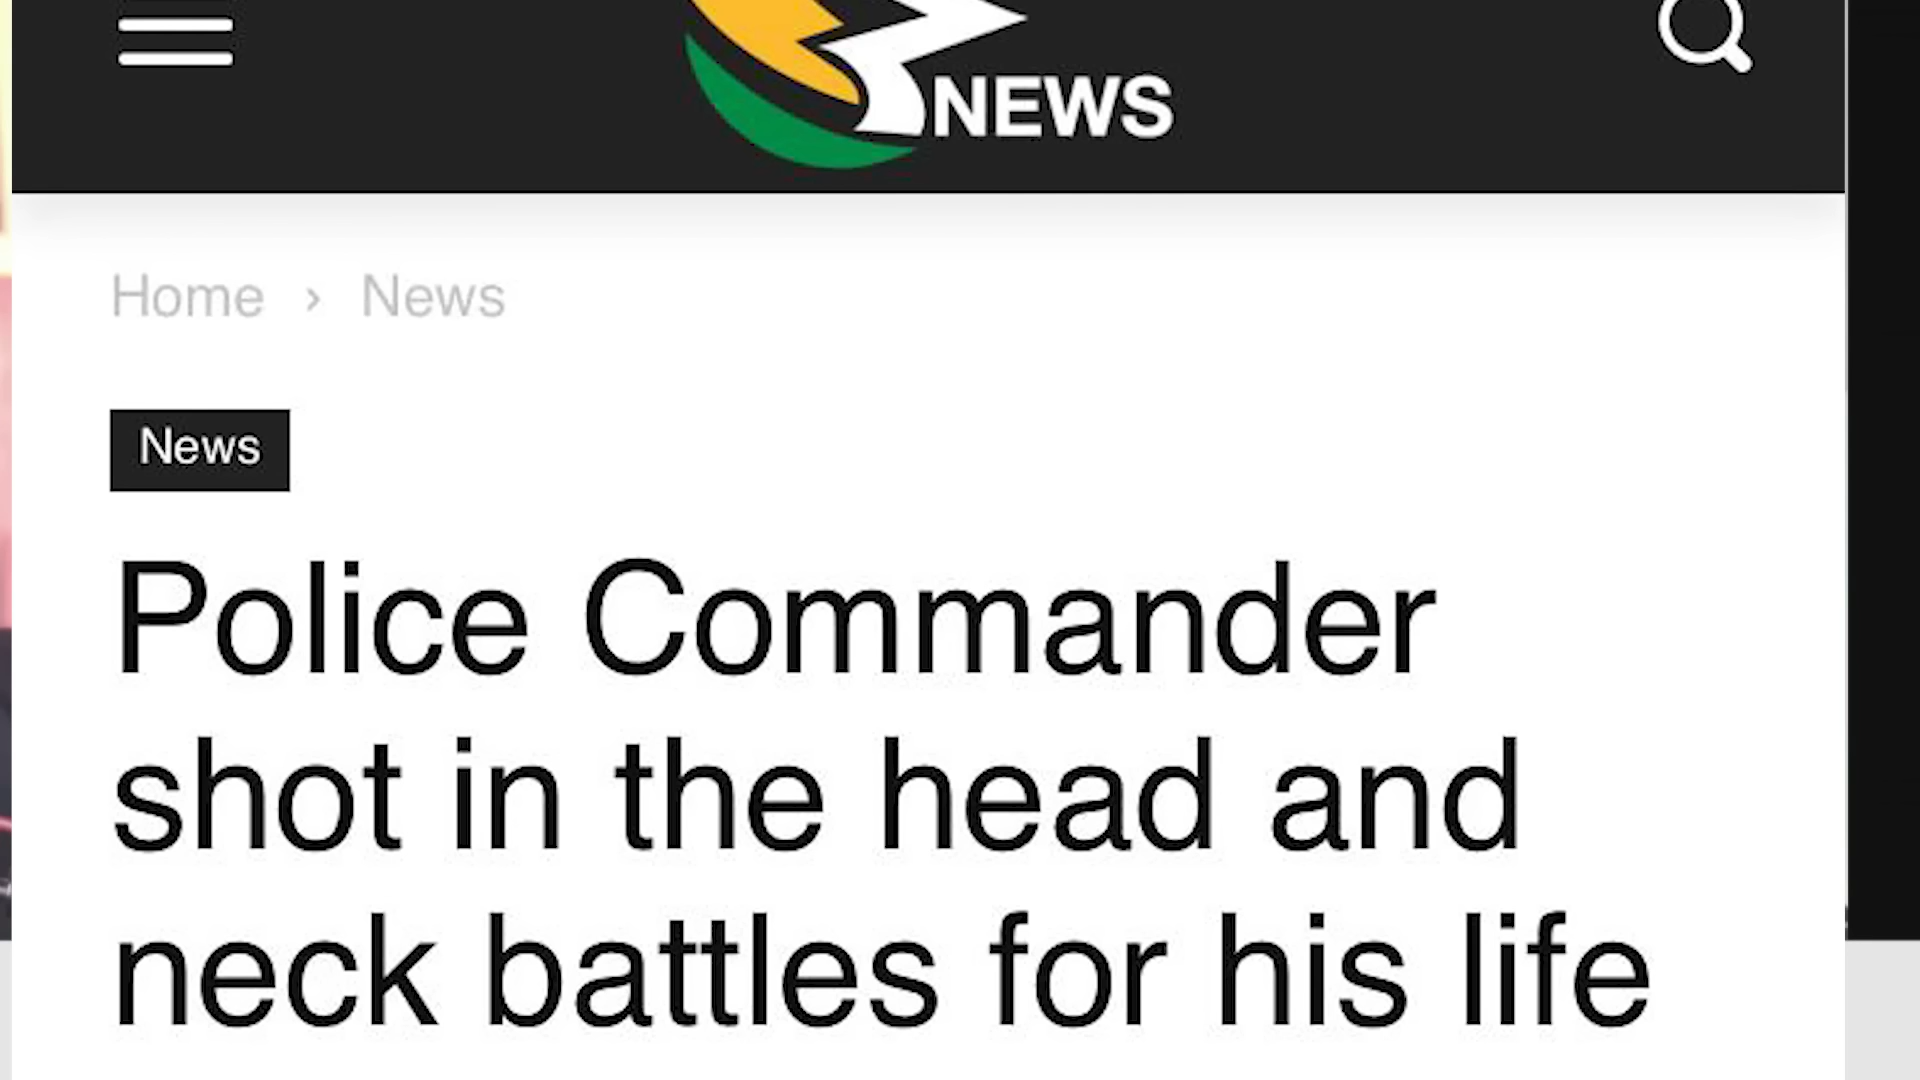 NEWS
Home › News
News
Police Commander
shot in the head and
neck battles for his life